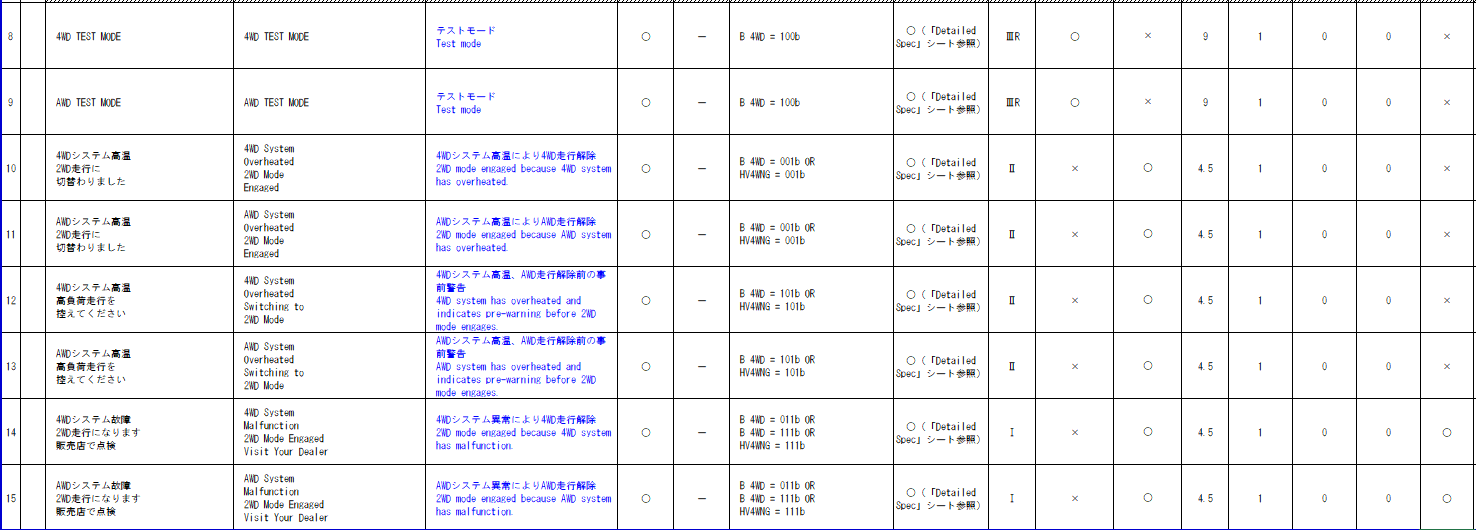 8 4WD TEST MODE 4WD TEST MODE テストモード ○ － B 4WD = 100b ○（「Detailed ⅢR ○ × 9 1 0 0 ×
Test mode Spec」シート参照）
9 AWD TEST MODE AWD TEST MODE テストモード ○ － B 4WD = 100b ○（「Detailed ⅢR ○ × 9 1 0 0 ×
Test mode Spec」シート参照）
10 4WDシステム高温 4WD System 4WDシステム高温により4WD走行解除 ○ － B 4WD = 001b OR ○（「Detailed Ⅱ × ○ 4.5 1 0 0 ×
2WD走行に Overheated 2WD mode engaged because 4WD system HV4WNG = 001b Spec」シート参照）
切替わりました 2WD Mode has overheated.
Engaged
11 AWDシステム高温 AWD System AWDシステム高温によりAWD走行解除 ○ － B 4WD = 001b OR ○（「Detailed Ⅱ × ○ 4.5 1 0 0 ×
2WD走行に Overheated 2WD mode engaged because AWD system HV4WNG = 001b Spec」シート参照）
切替わりました 2WD Mode has overheated.
Engaged
12 4WDシステム高温 4WD System 4WDシステム高温、AWD走行解除前の事 ○ － B 4WD = 101b OR ○（「Detailed Ⅱ × ○ 4.5 1 0 0 ×
高負荷走行を Overheated 前警告 HV4WNG = 101b Spec」シート参照）
控えてください Switching to 4WD system has overheated and
2WD Mode indicates pre-warning before 2WD
mode engages.
13 AWDシステム高温 AWD System AWDシステム高温、AWD走行解除前の事 ○ － B 4WD = 101b OR ○（「Detailed Ⅱ × ○ 4.5 1 0 0 ×
高負荷走行を Overheated 前警告 HV4WNG = 101b Spec」シート参照）
控えてください Switching to AWD system has overheated and
2WD Mode indicates pre-warning before 2WD
mode engages.
14 4WDシステム故障 4WD System 4WDシステム異常により4WD走行解除 ○ － B 4WD = 011b OR ○（「Detailed Ⅰ × ○ 4.5 1 0 0 ○
2WD走行になります Malfunction 2WD mode engaged because 4WD system B 4WD = 111b OR Spec」シート参照）
販売店で点検 2WD Mode Engaged has malfunction. HV4WNG = 111b
Visit Your Dealer
15 AWDシステム故障 AWD System AWDシステム異常によりAWD走行解除 ○ － B 4WD = 011b OR ○（「Detailed Ⅰ × ○ 4.5 1 0 0 ○
2WD走行になります Malfunction 2WD mode engaged because AWD system B 4WD = 111b OR Spec」シート参照）
販売店で点検 2WD Mode Engaged has malfunction. HV4WNG = 111b
Visit Your Dealer